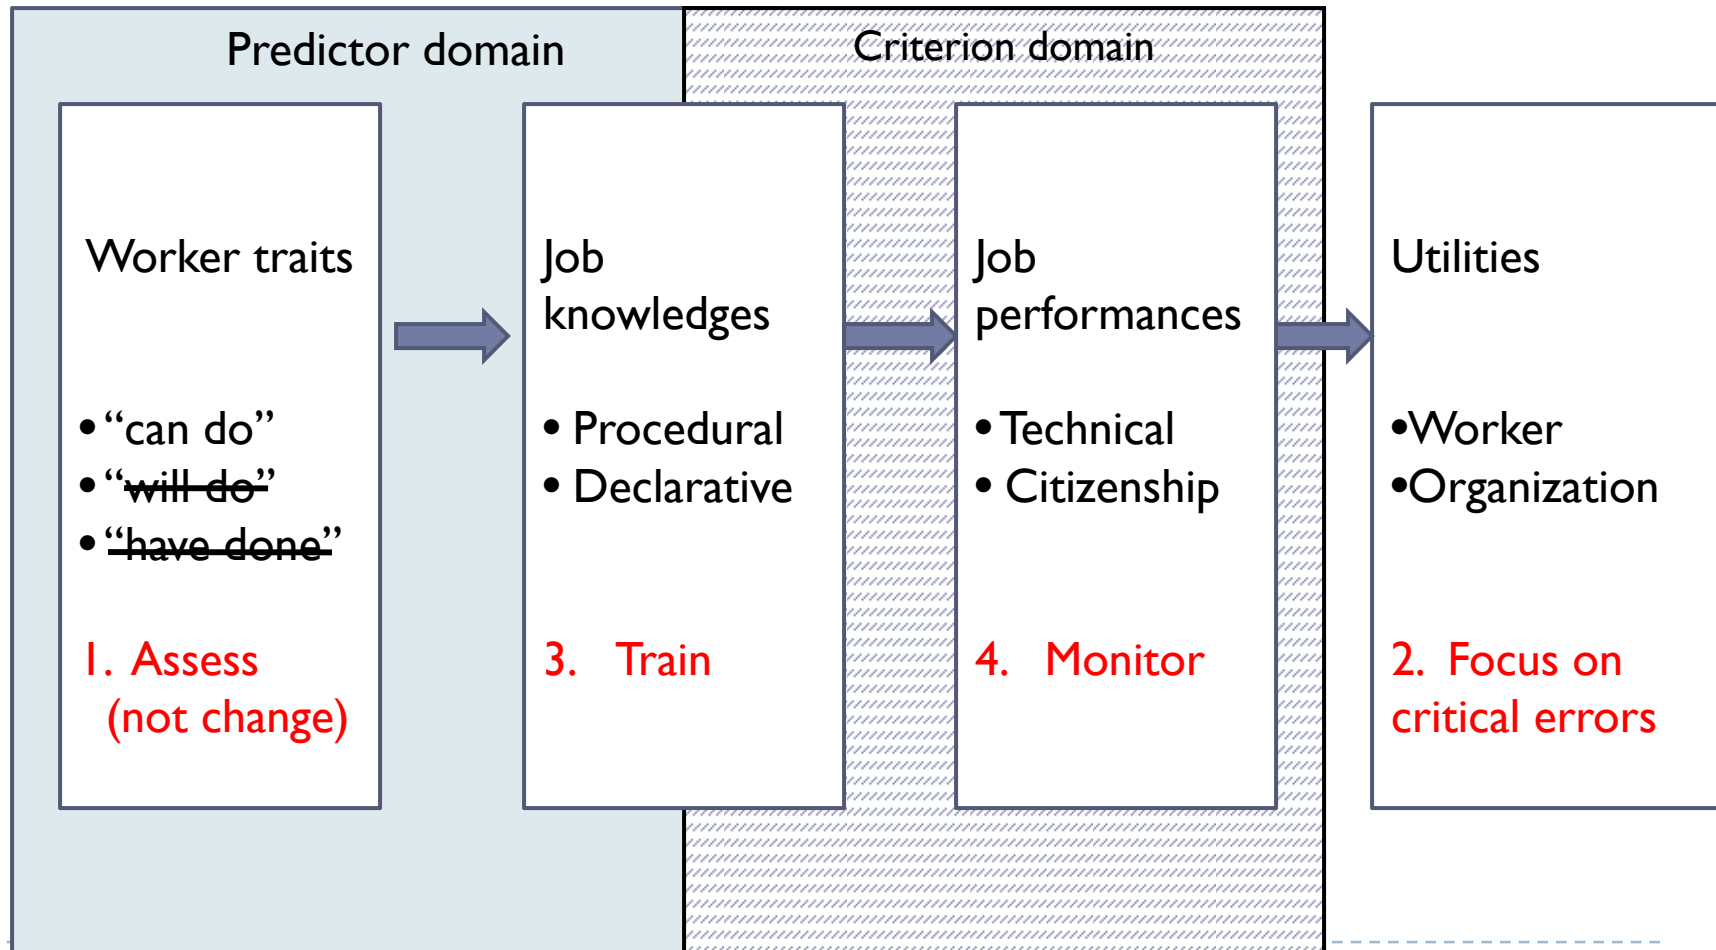 Predictor domain
Criterion domain
Worker traits
• “can do”
• “will do”
• “have done”
1. Assess
(not change)
Job
knowledges
• Procedural
• Declarative
3. Train
Job
performances
• Technical
• Citizenship
4. Monitor
Utilities
•Worker
•Organization
2. Focus on
critical errors